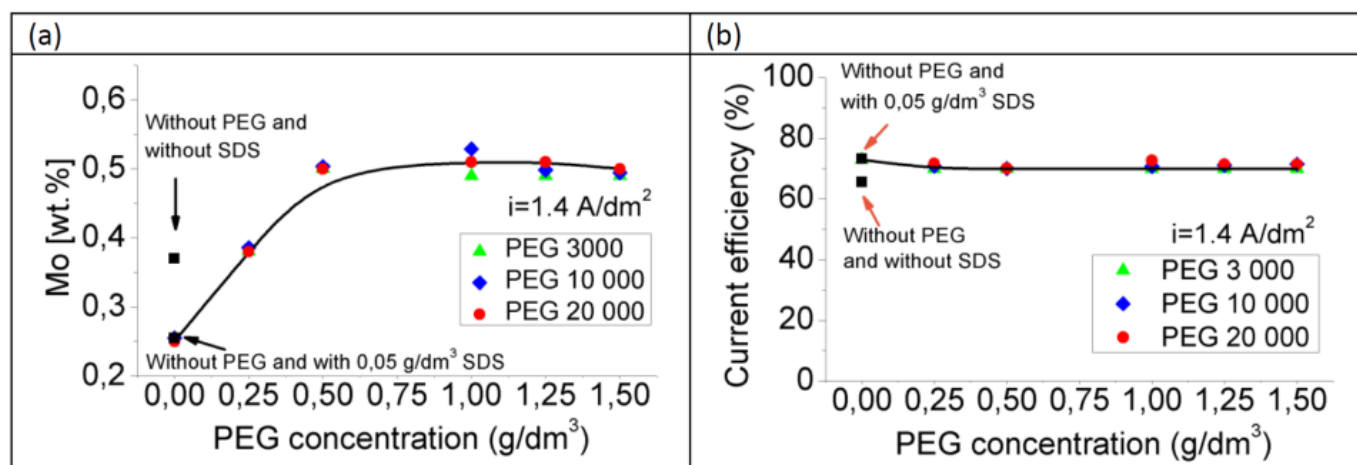 (a)
Mo [wt.%]
0,6
0,5
0,4
0,3
0,2
Without PEG and
without SDS
i=1.4 A/dm²
PEG 3000
PEG 10 000
PEG 20 000
Without PEG and with 0,05 g/dm³ SDS
0,00 0,25 0,50 0,75 1,00 1,25 1,50
PEG concentration (g/dm³)
(b)
Current efficiency (%)
100
80
60
40
20
0
Without PEG and
with 0,05 g/dm³ SDS
Without PEG
and without SDS
i=1.4 A/dm²
PEG 3 000
PEG 10 000
PEG 20 000
0,00 0,25 0,50 0,75 1,00 1,25 1,50
PEG concentration (g/dm³)